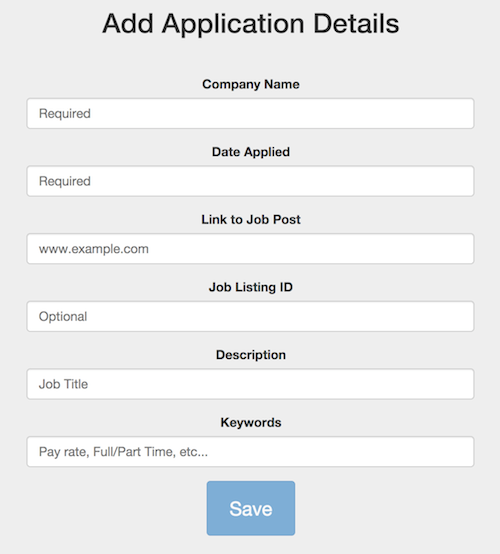 Add Application Details
Company Name
Required
Date Applied
Required
Link to Job Post
www.example.com
Job Listing ID
Optional
Description
Job Title
Keywords
Pay rate, Full/Part Time, etc...
Save